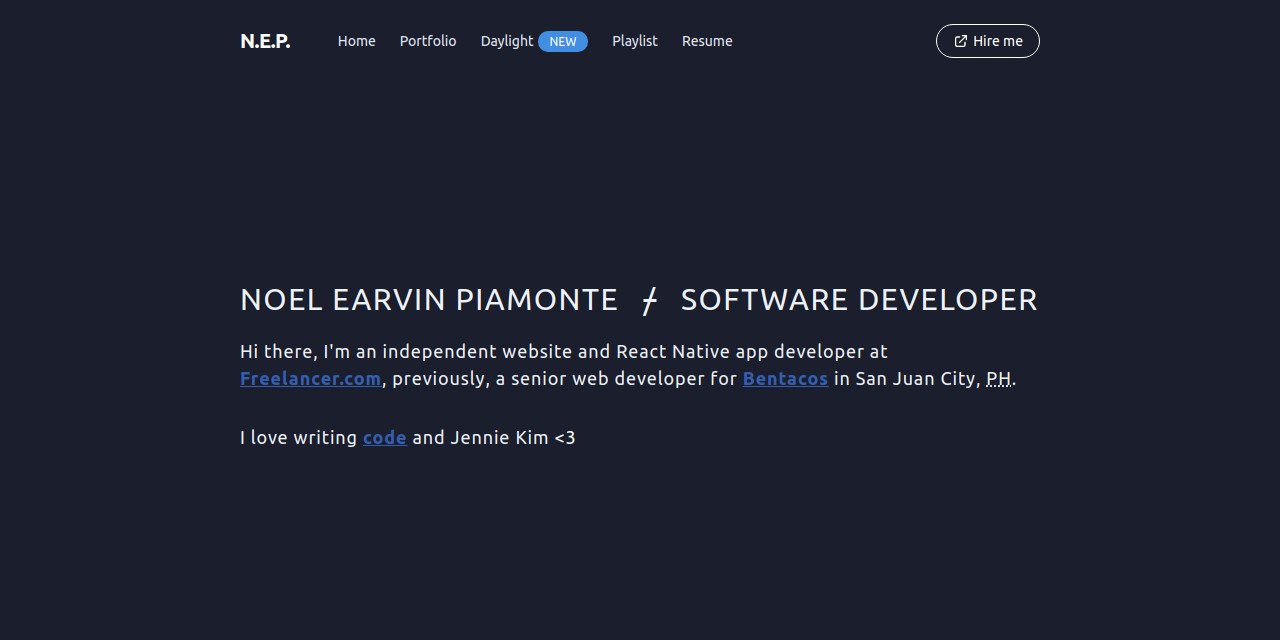 N.E.P.
Home
Portfolio
Daylight NEW
Playlist
Resume
Hire me
NOEL EARVIN PIAMONTE / SOFTWARE DEVELOPER
Hi there, I'm an independent website and React Native app developer at
Freelancer.com, previously, a senior web developer for Bentacos in San Juan City, PH.
I love writing code and Jennie Kim <3